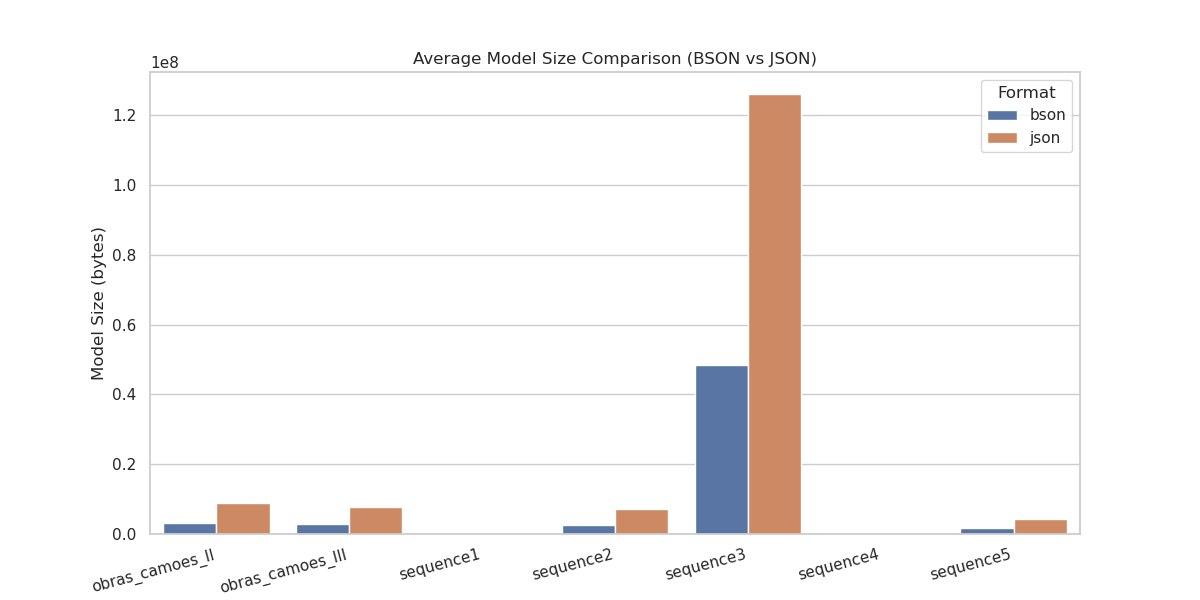 Average Model Size Comparison (BSON vs JSON)
1e8
Format
bson
json
Model Size (bytes)
1.2
1.0
0.8
0.6
0.4
0.2
0.0
obras_camoes_II
obras_camoes_III
sequence1
sequence2
sequence3
sequence4
sequence5